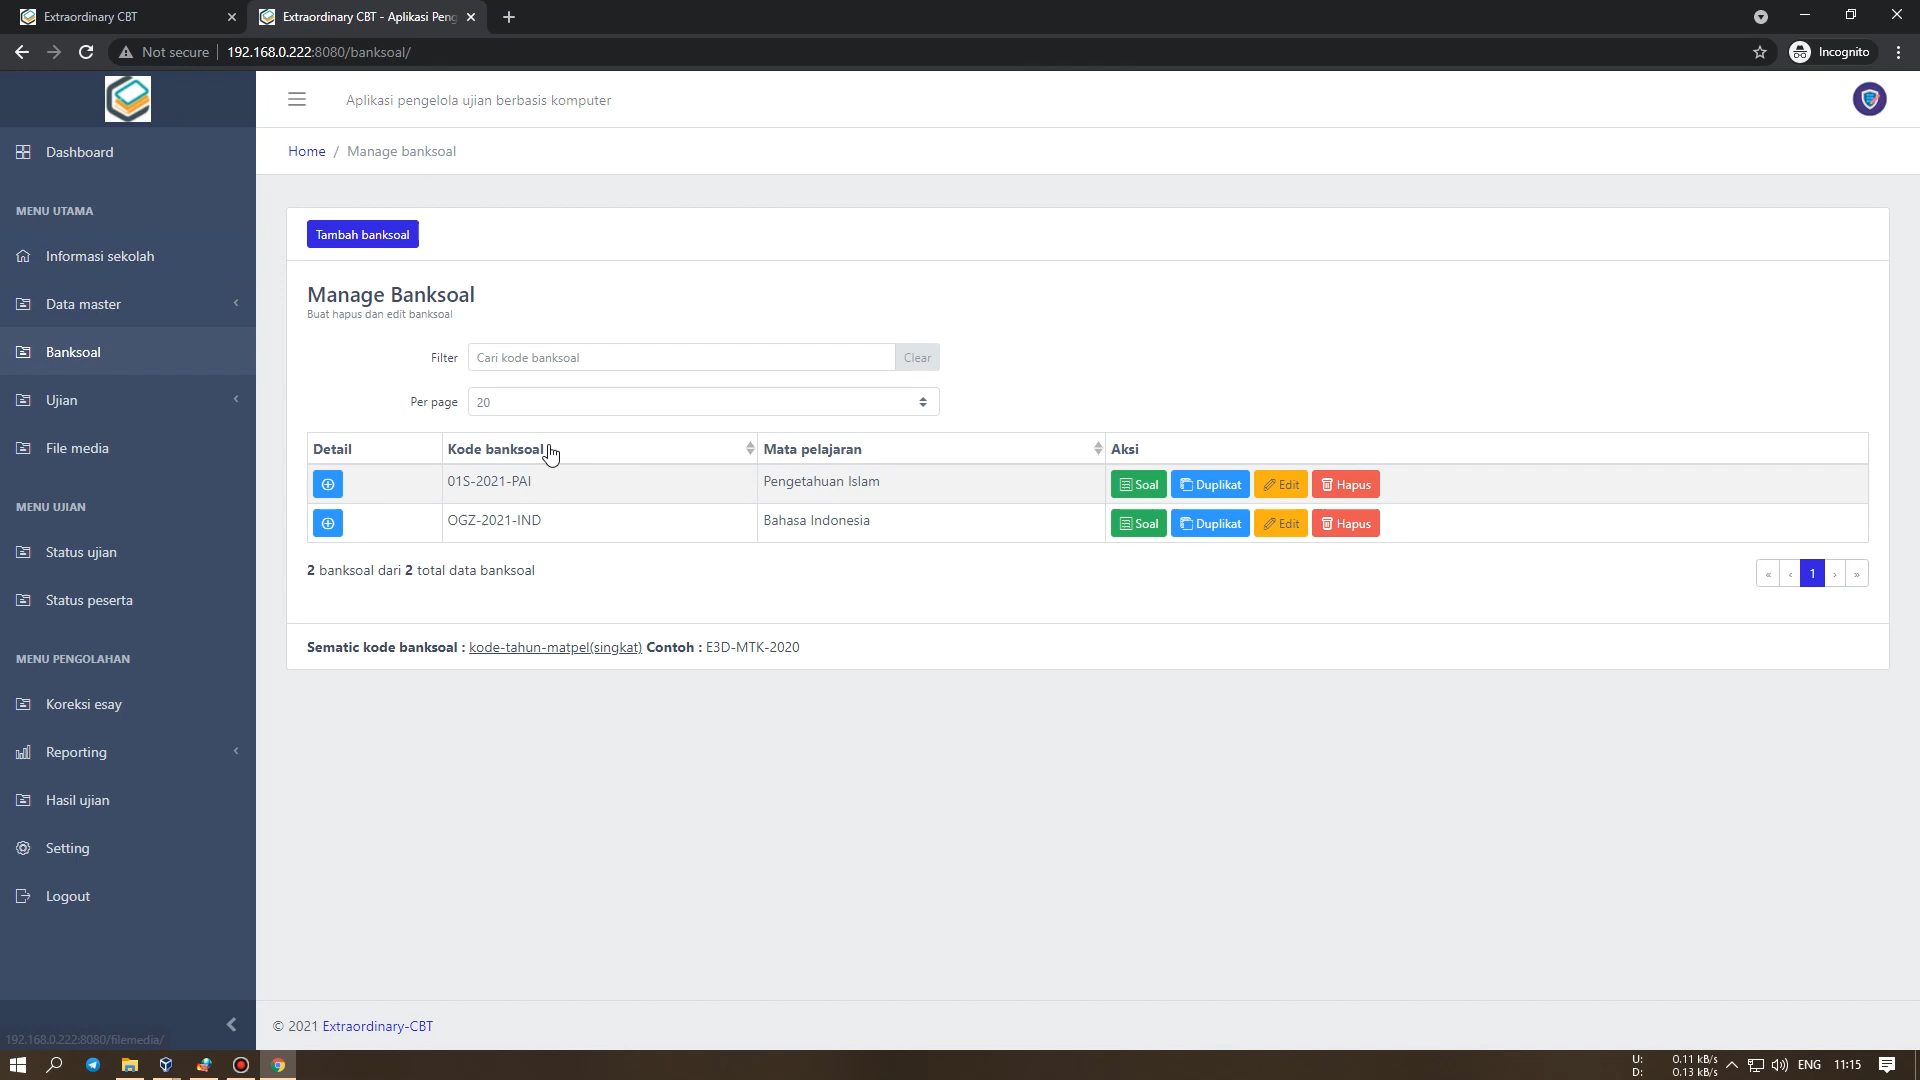 Extraordinary CBT
Extraordinary CBT - Aplikasi Peng
Not secure
192.168.0.222:8080/banksoal/
Incognito
Aplikasi pengelola ujian berbasis komputer
Home / Manage banksoal
Dashboard
MENU UTAMA
Informasi sekolah
Data master
Banksoal
Ujian
File media
MENU UJIAN
Status ujian
Status peserta
MENU PENGOLAHAN
Koreksi esay
Reporting
Hasil ujian
Setting
Logout
192.168.0.222:8080/filemedia/
Tambah banksoal
Manage Banksoal
Buat hapus dan edit banksoal
Filter Cari kode banksoal Clear
Per page 20
Detail Kode banksoal Mata pelajaran Aksi
01S-2021-PAI Pengetahuan Islam Soal Duplikat Edit Hapus
OGZ-2021-IND Bahasa Indonesia Soal Duplikat Edit Hapus
2 banksoal dari 2 total data banksoal
« ‹ 1 › »
Sematic kode banksoal : kode-tahun-matpel(singkat) Contoh : E3D-MTK-2020
© 2021 Extraordinary-CBT
U: 0.11 kB/s
D: 0.13 kB/s
ENG 11:15